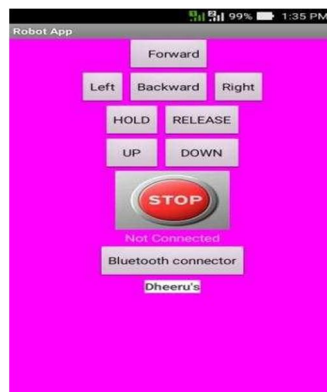 99% 1:35 PM
Robot App
Forward
Left Backward Right
HOLD RELEASE
UP DOWN
STOP
Not Connected
Bluetooth connector
Dheeru's